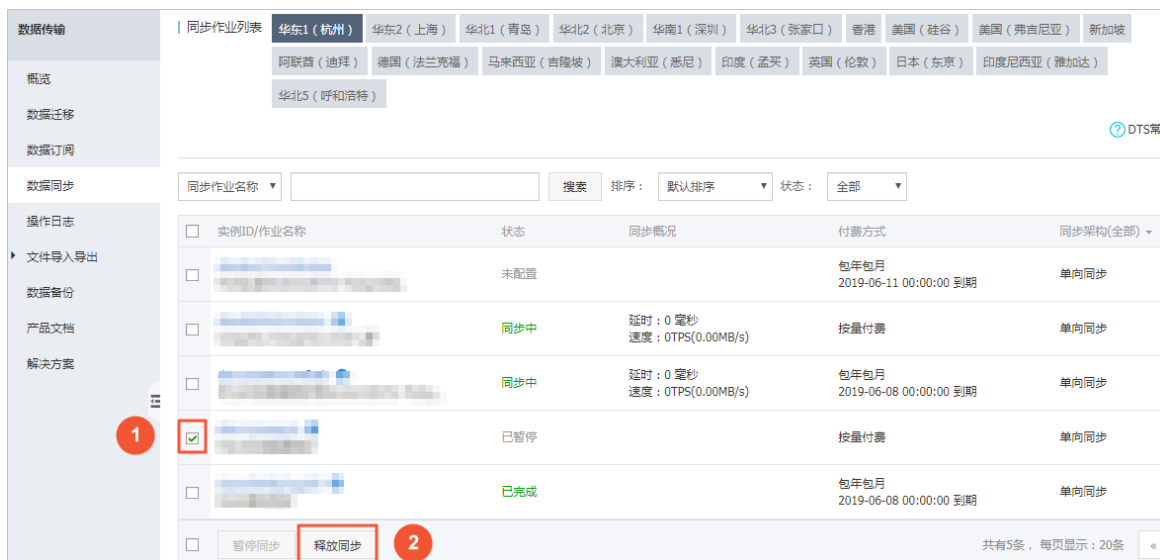 数据传输
概览
数据迁移
数据订阅
数据同步
操作日志
文件导入导出
数据备份
产品文档
解决方案
同步作业列表 华东1（杭州） 华东2（上海） 华北1（青岛） 华北2（北京） 华南1（深圳） 华北3（张家口） 香港 美国（硅谷） 美国（弗吉尼亚） 新加坡
阿联酋（迪拜） 德国（法兰克福） 马来西亚（吉隆坡） 澳大利亚（悉尼） 印度（孟买） 英国（伦敦） 日本（东京） 印度尼西亚（雅加达）
华北5（呼和浩特）
DTS常
同步作业名称 搜索 排序： 默认排序 状态： 全部
实例ID/作业名称 状态 同步概况 付费方式 同步架构(全部)
未配置 包年包月 单向同步
2019-06-11 00:00:00 到期
同步中 延时：0 毫秒 按量付费 单向同步
速度：0TPS(0.00MB/s)
同步中 延时：0 毫秒 包年包月 单向同步
速度：0TPS(0.00MB/s) 2019-06-08 00:00:00 到期
1 已暂停 按量付费 单向同步
已完成 包年包月 单向同步
2019-06-08 00:00:00 到期
暂停同步 释放同步 2 共有5条，每页显示：20条 «